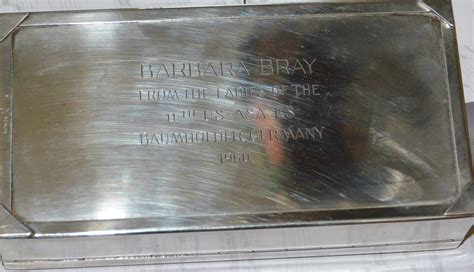 BARBARA BRAY
FROM THE LADIES OF THE
BAUMHOLDER, GERMANY
1960